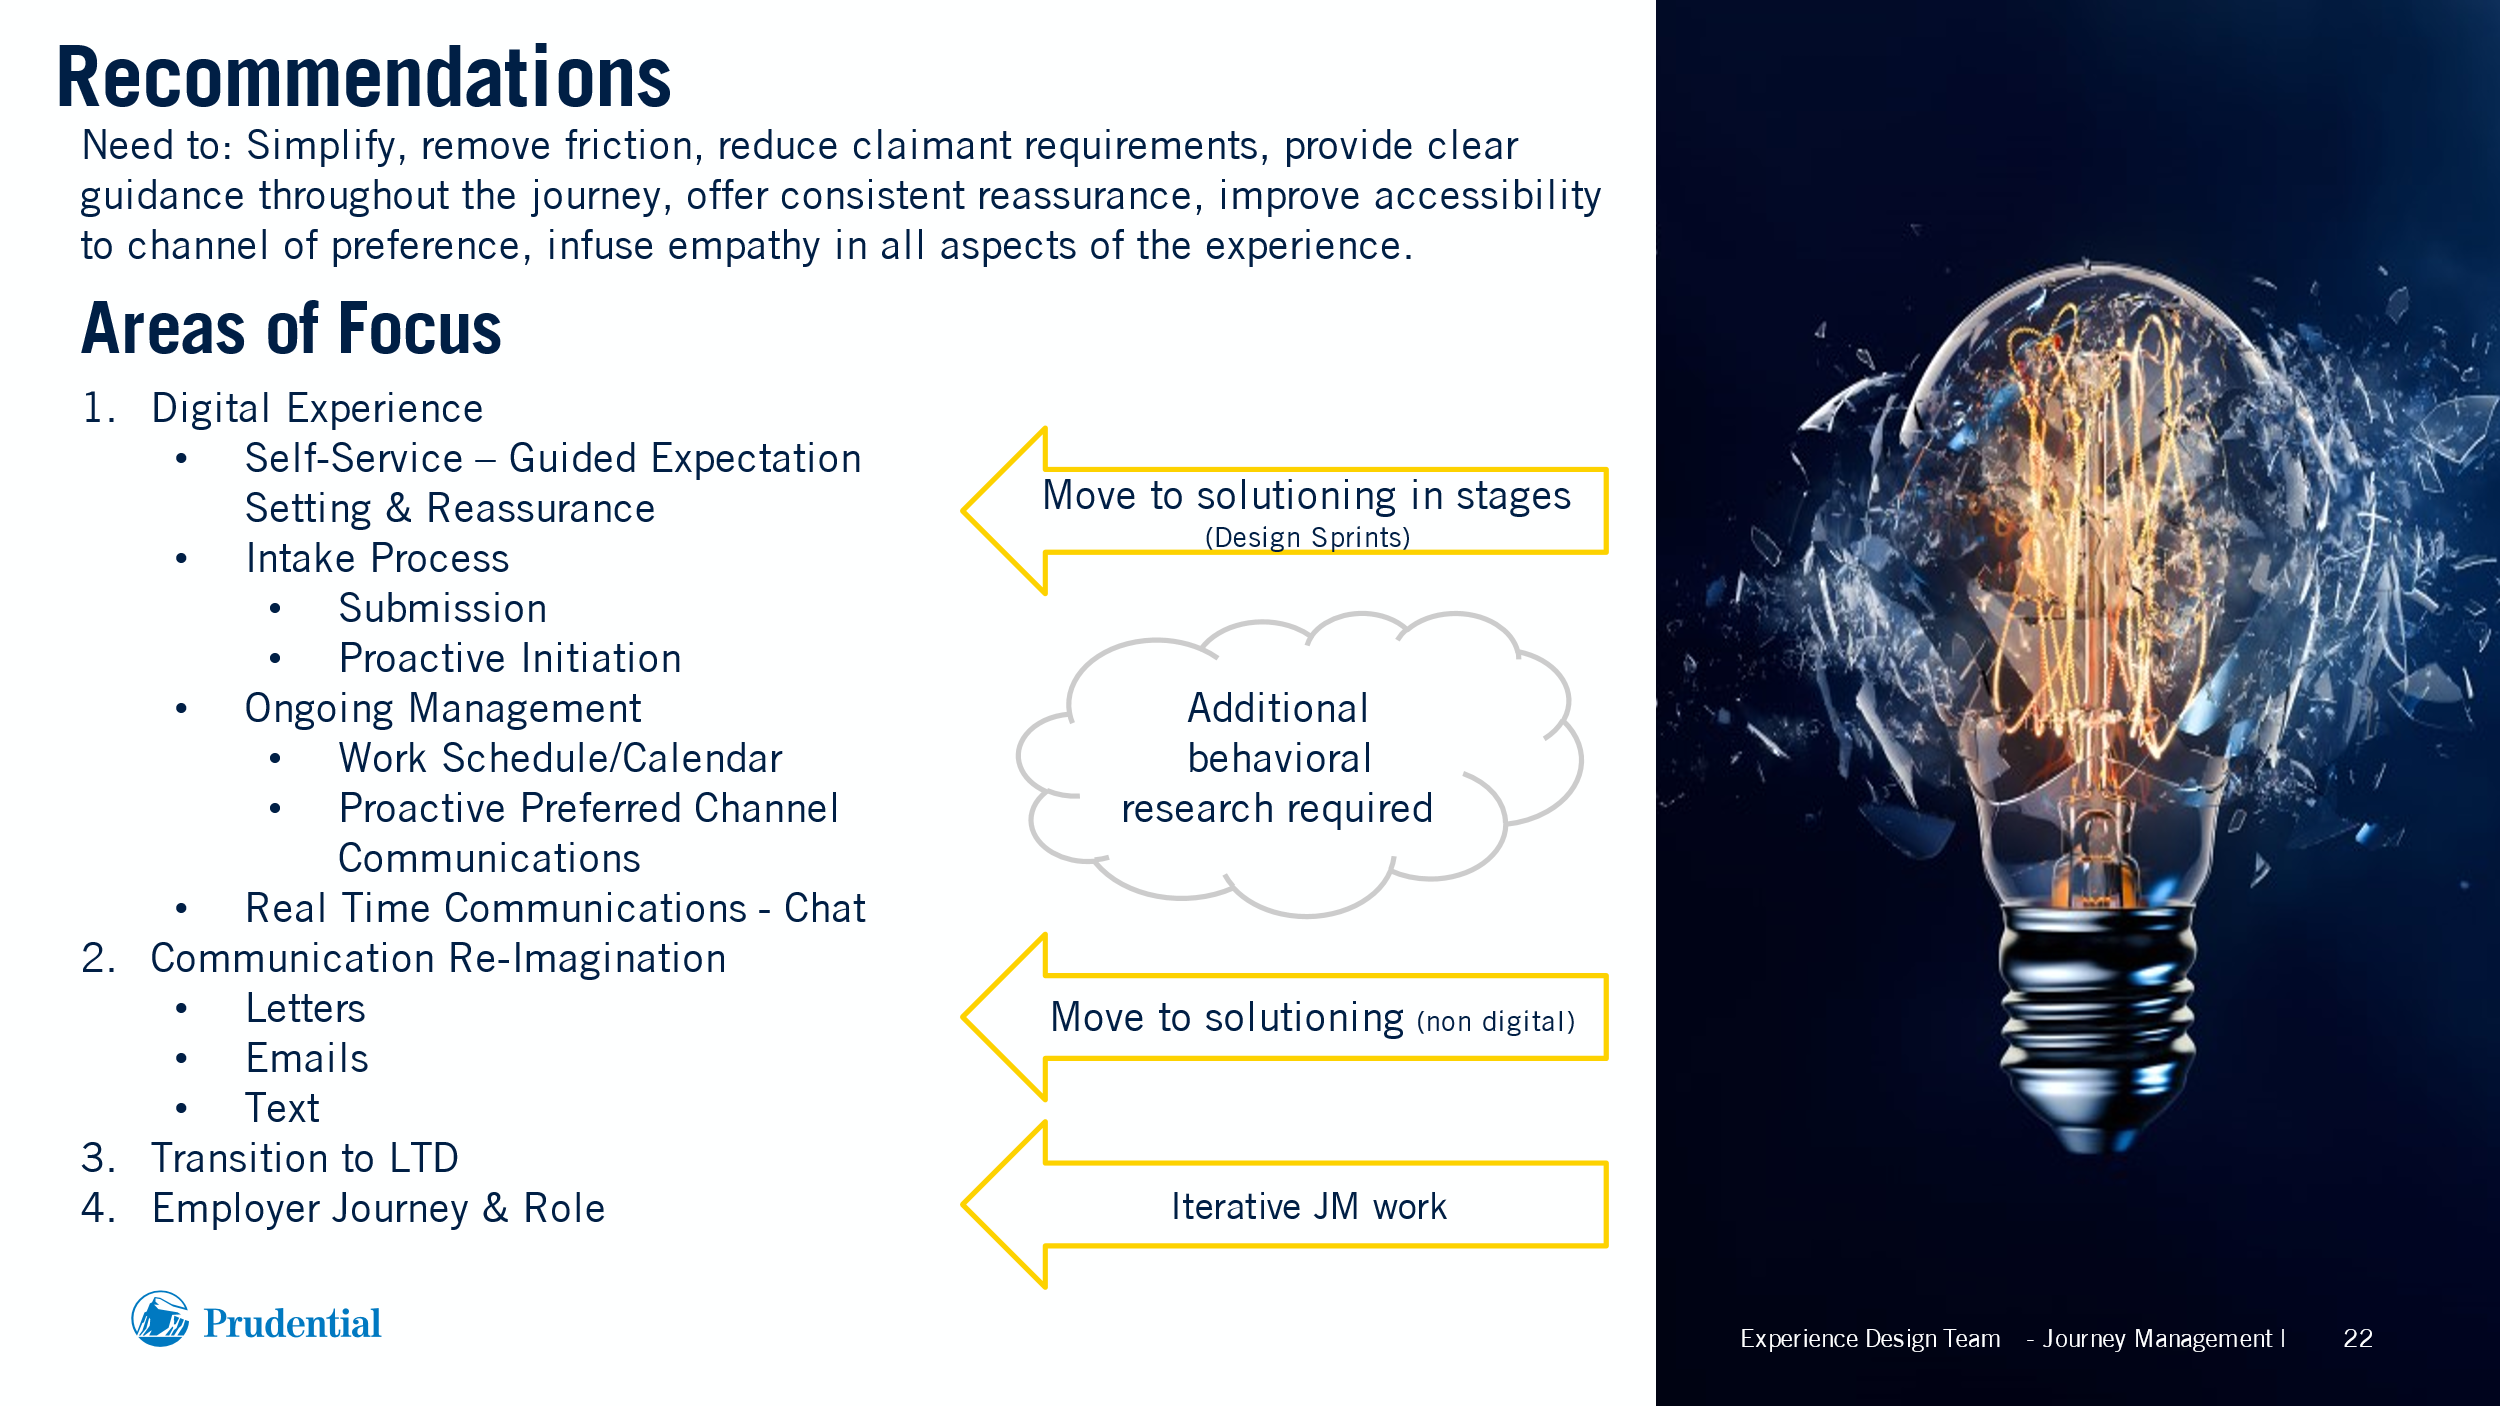 Recommendations
Need to: Simplify, remove friction, reduce claimant requirements, provide clear
guidance throughout the journey, offer consistent reassurance, improve accessibility
to channel of preference, infuse empathy in all aspects of the experience.
Areas of Focus
1. Digital Experience
• Self-Service – Guided Expectation
Setting & Reassurance
• Intake Process
• Submission
• Proactive Initiation
• Ongoing Management
• Work Schedule/Calendar
• Proactive Preferred Channel
Communications
• Real Time Communications - Chat
2. Communication Re-Imagination
• Letters
• Emails
• Text
3. Transition to LTD
4. Employer Journey & Role
Move to solutioning in stages
(Design Sprints)
Additional
behavioral
research required
Move to solutioning (non digital)
Iterative JM work
Prudential
Experience Design Team - Journey Management | 22